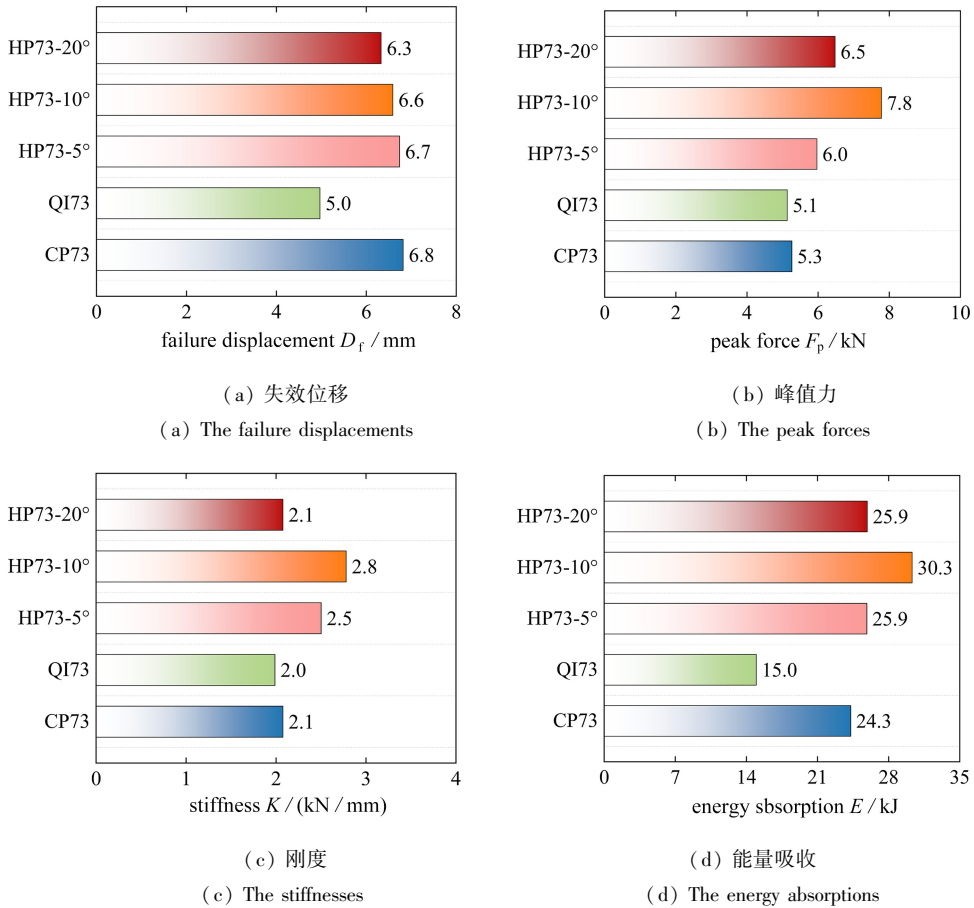 HP73-20°
6.3
HP73-10°
6.6
HP73-5°
6.7
QI73
5.0
CP73
6.8
0 2 4 6 8
failure displacement D_f / mm
(a) 失效位移
(a) The failure displacements
HP73-20°
6.5
HP73-10°
7.8
HP73-5°
6.0
QI73
5.1
CP73
5.3
0 2 4 6 8 10
peak force F_p / kN
(b) 峰值力
(b) The peak forces
HP73-20°
2.1
HP73-10°
2.8
HP73-5°
2.5
QI73
2.0
CP73
2.1
0 1 2 3 4
stiffness K / (kN / mm)
(c) 刚度
(c) The stiffnesses
HP73-20°
25.9
HP73-10°
30.3
HP73-5°
25.9
QI73
15.0
CP73
24.3
0 7 14 21 28 35
energy sbsorption E / kJ
(d) 能量吸收
(d) The energy absorptions